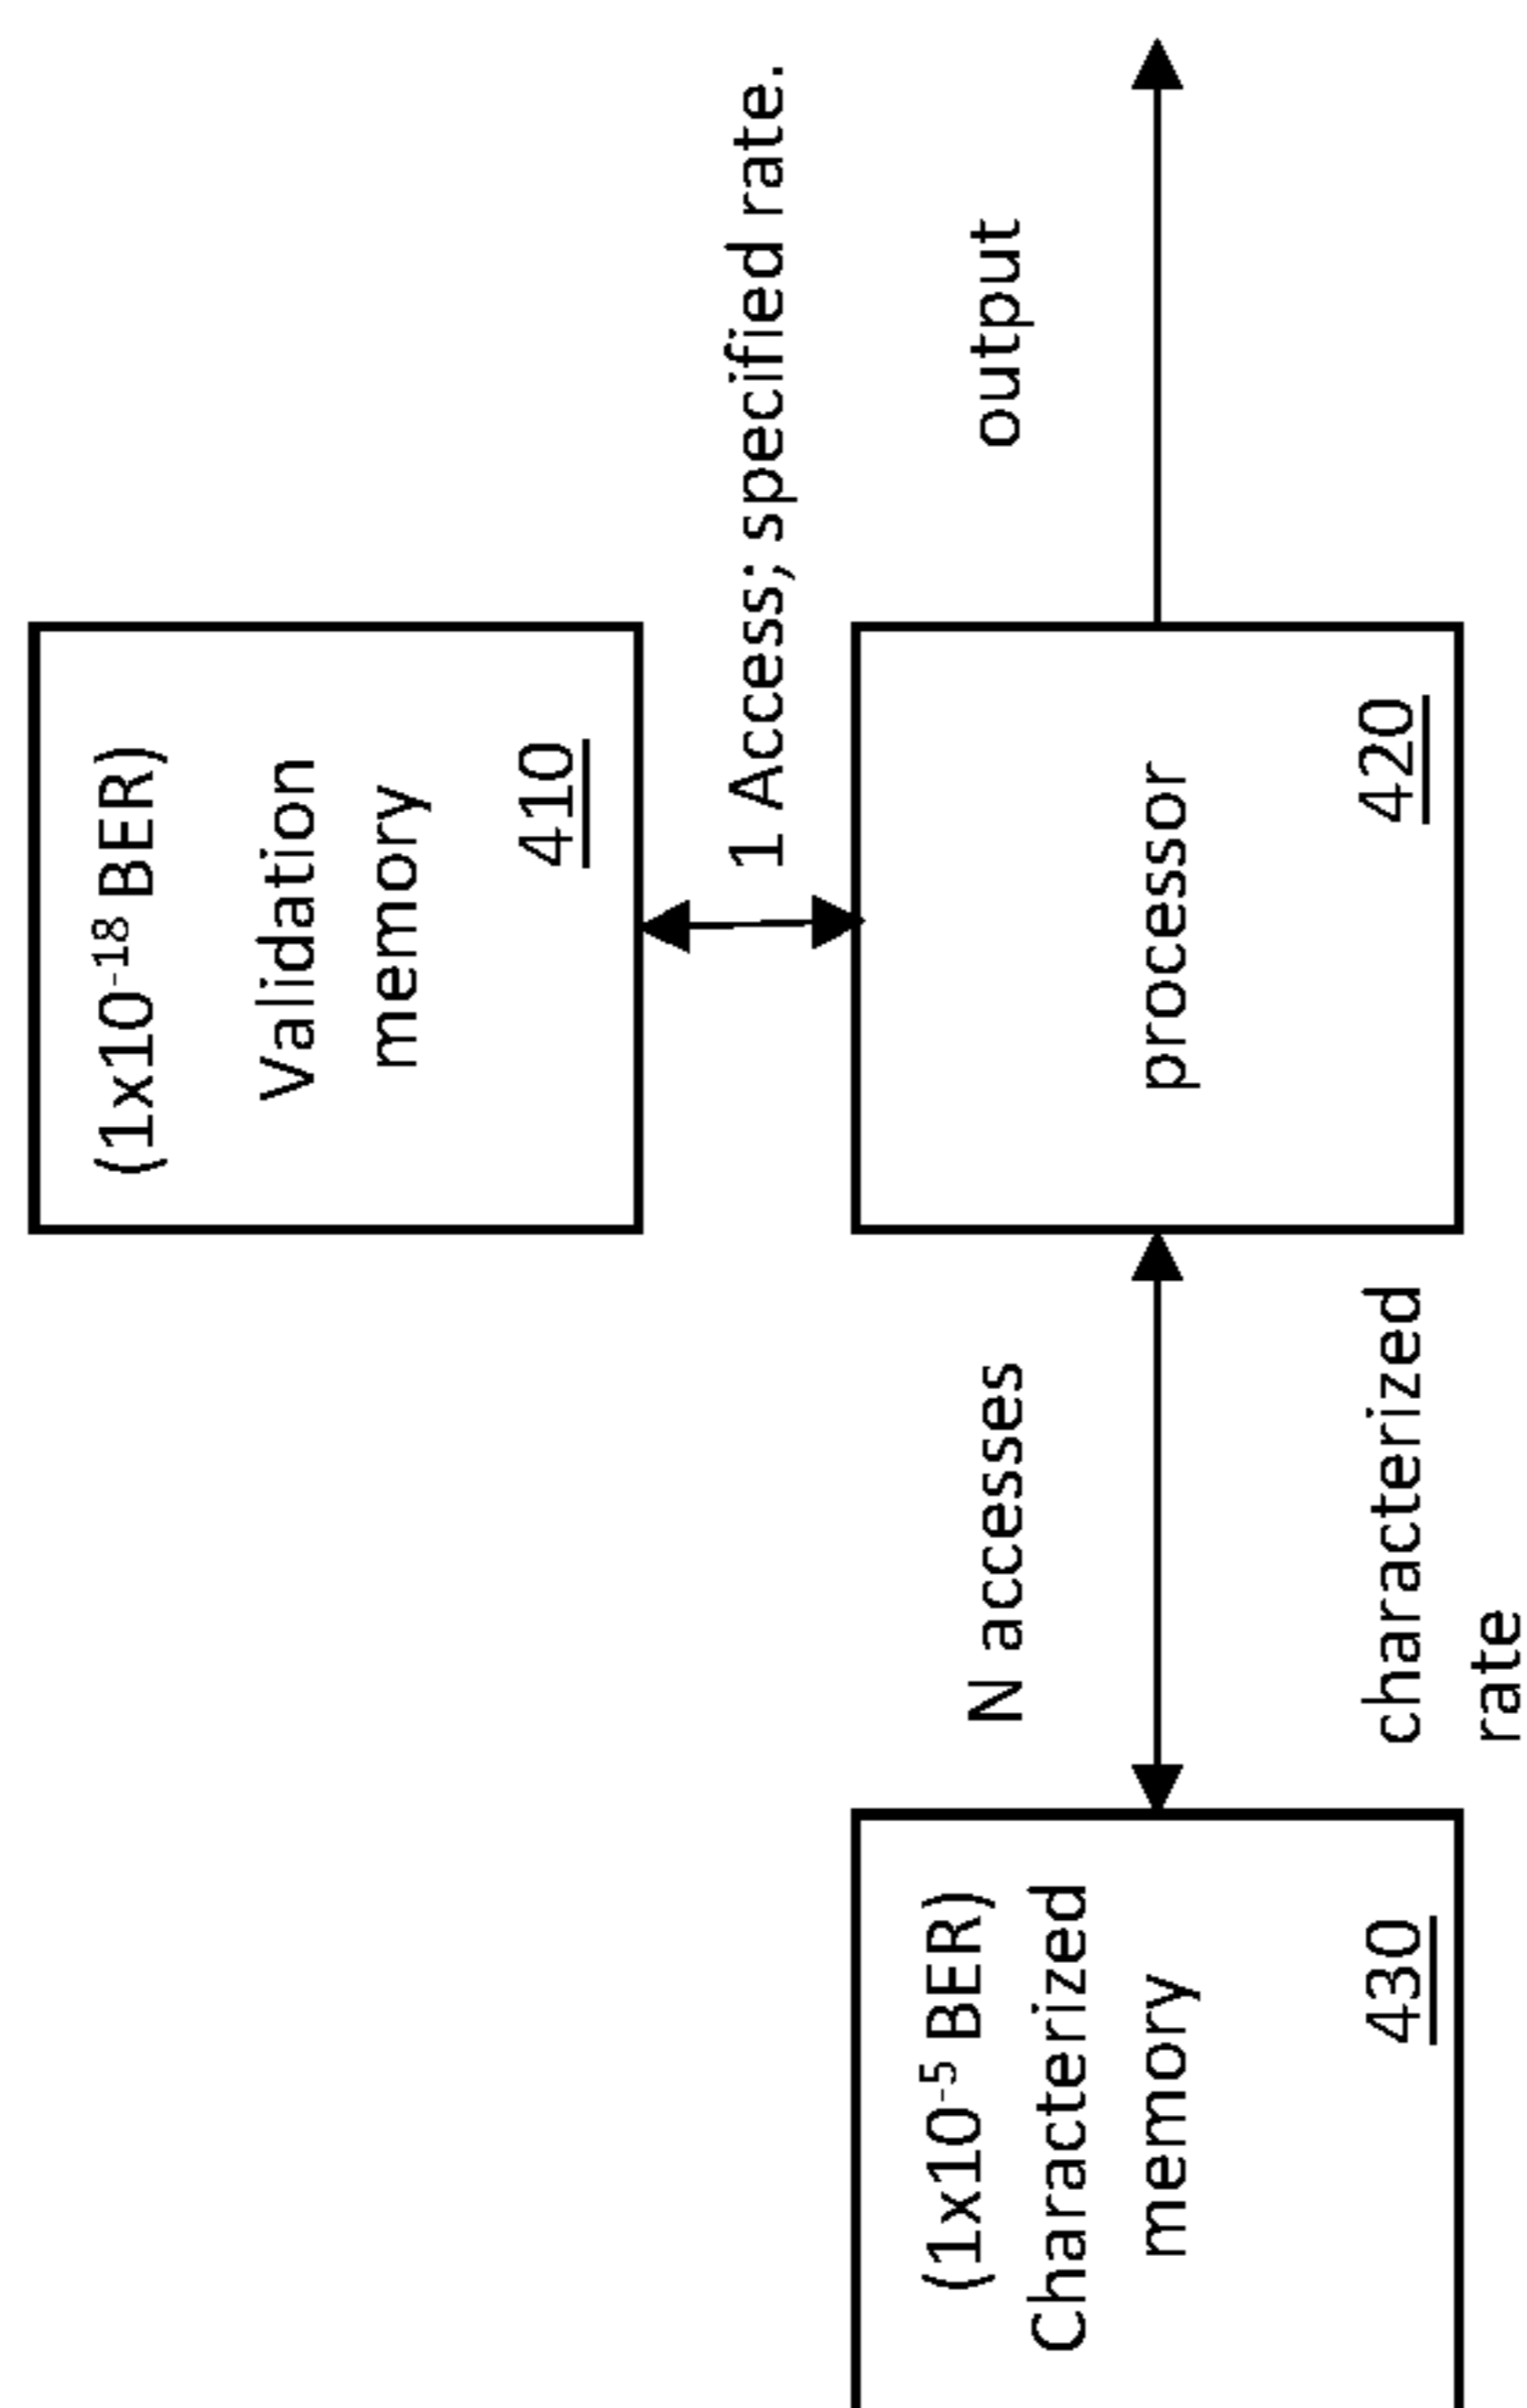 (1x10⁻¹⁸ BER)
Validation
memory
410
1 Access; specified rate.
(1x10⁻⁵ BER)
Characterized
memory
430
N accesses
characterized
rate
processor
420
output